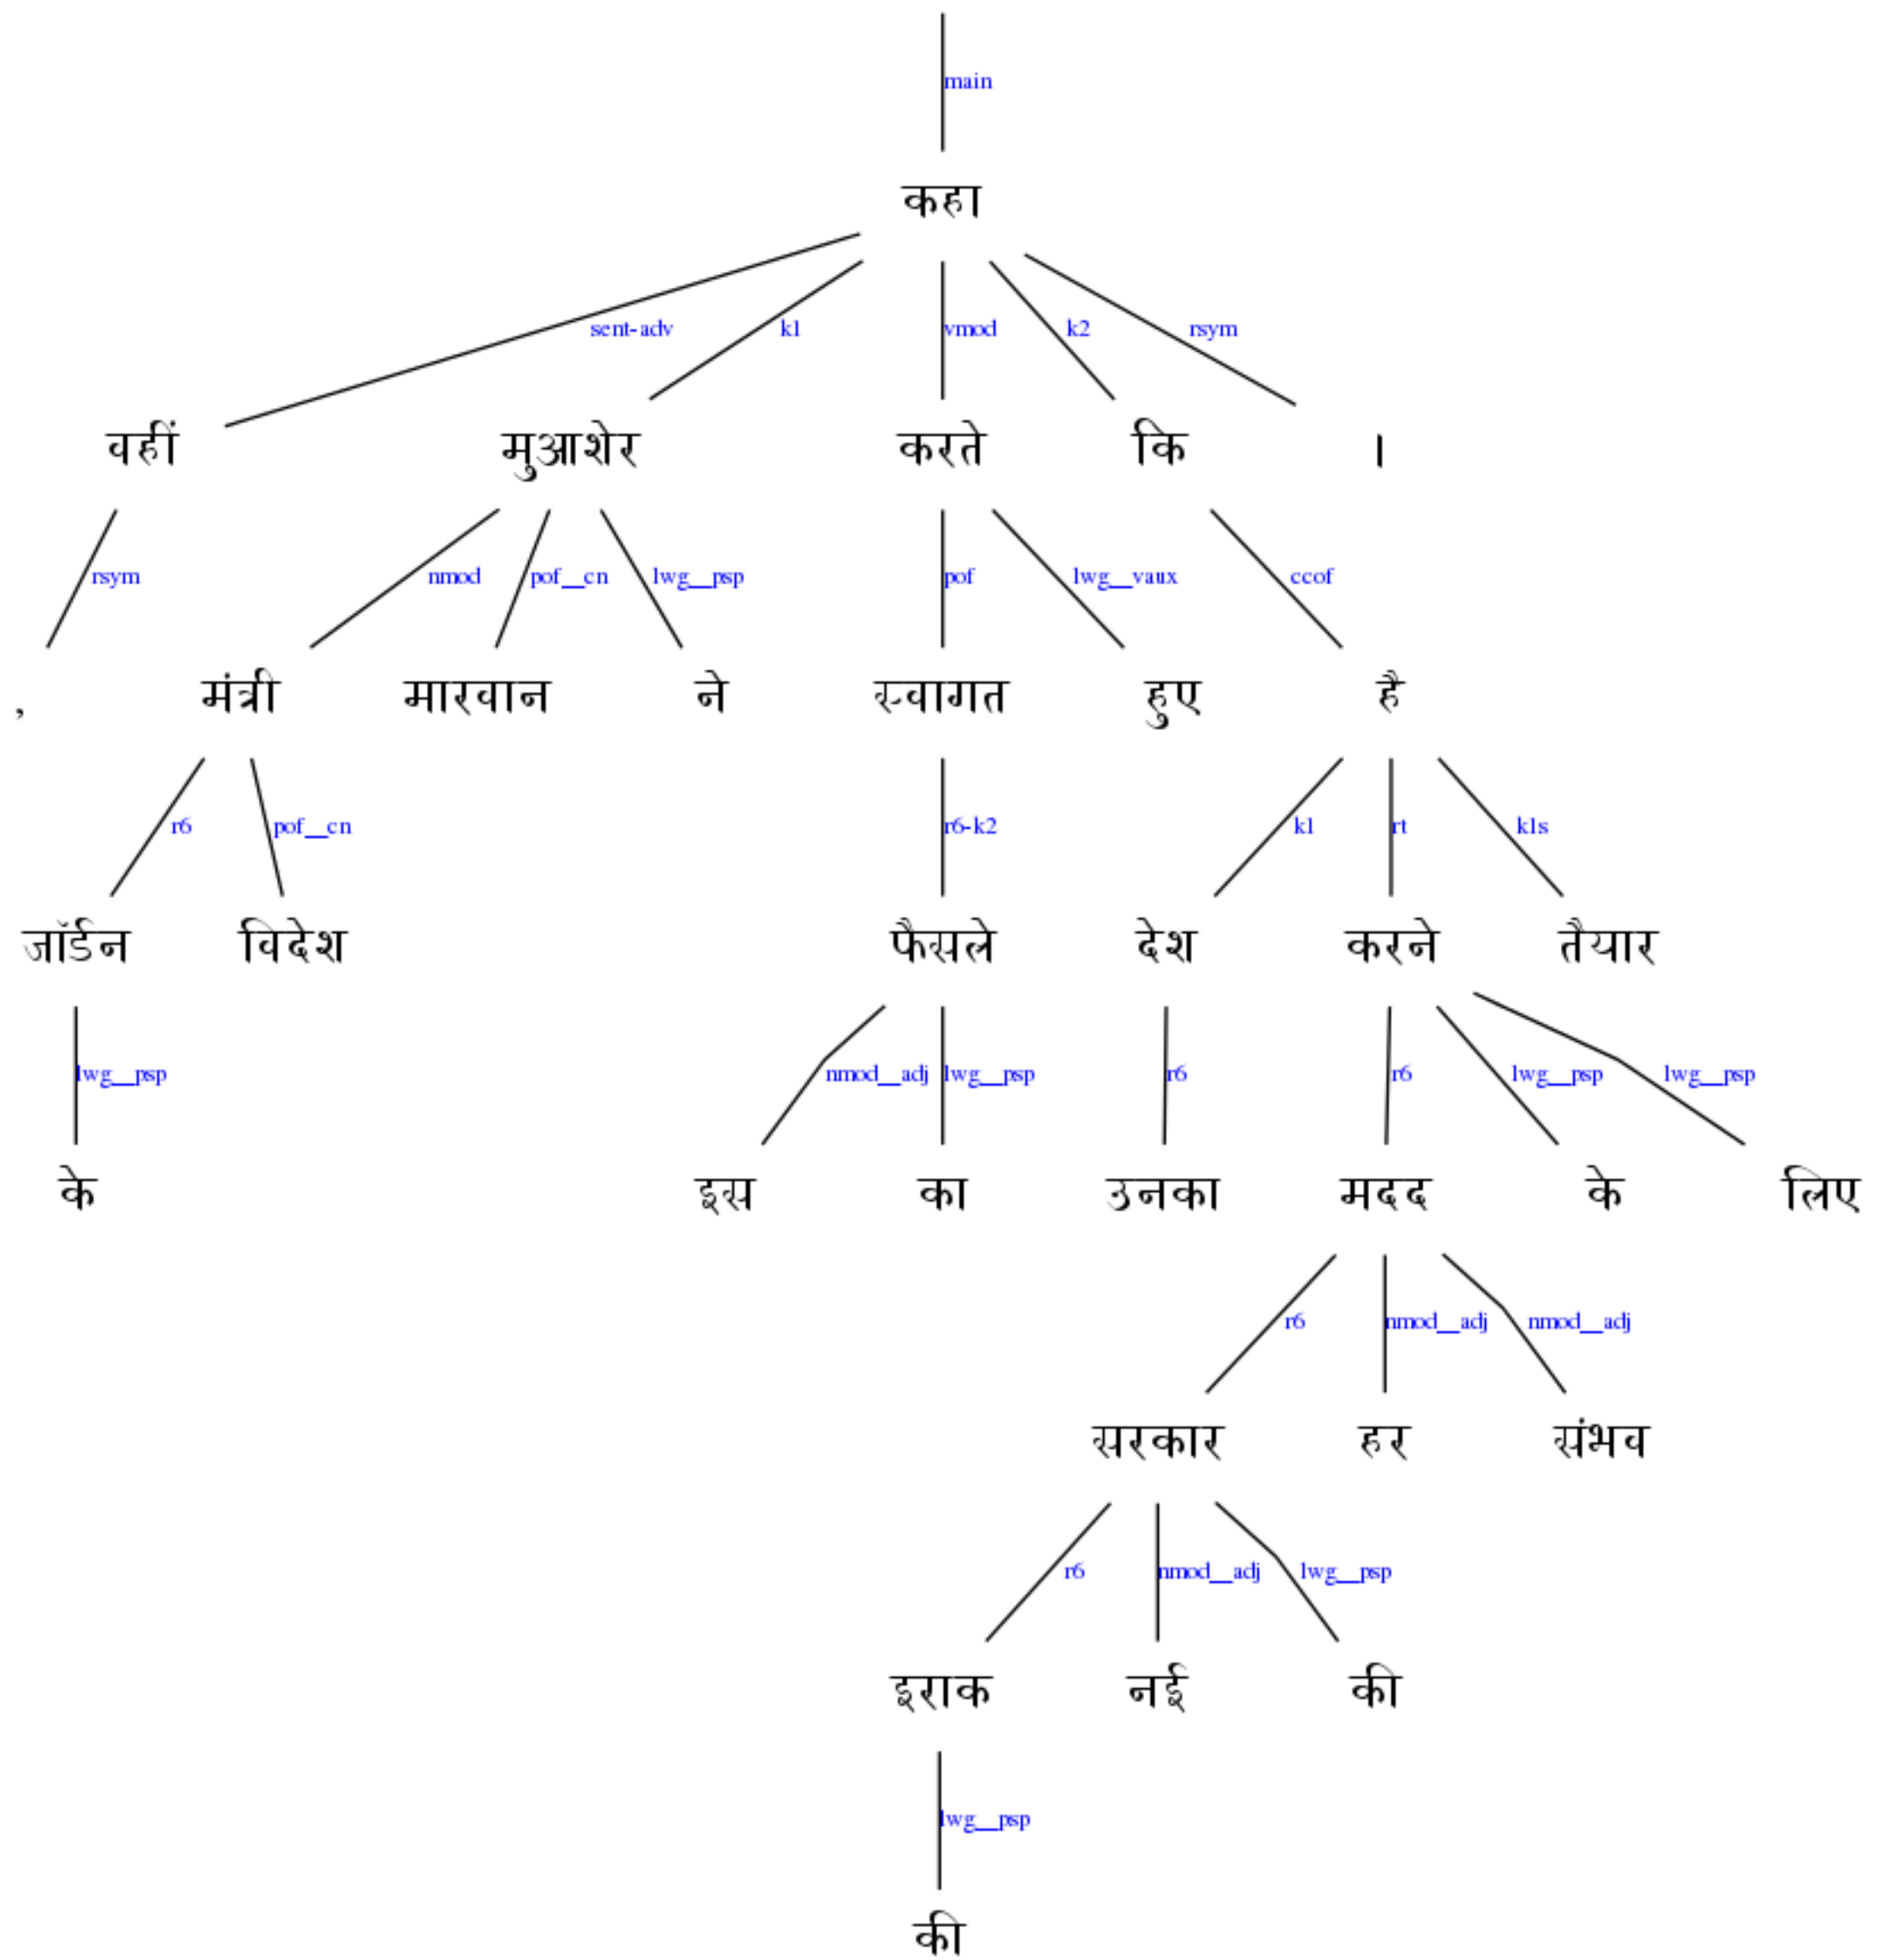 main
कहा
sent-adv k1 vmod k2 rsym
वहीं मुआशेर करते कि ।
rsym nmod pof__cn lwg__psp pof lwg__vaux ccof
, मंत्री मारवान ने स्वागत हुए है
r6 pof__cn r6-k2 k1 rt k1s
जॉर्डन विदेश फैसले देश करने तैयार
lwg__psp nmod__adj lwg__psp r6 r6 lwg__psp lwg__psp
के इस का उनका मदद के लिए
r6 nmod__adj nmod__adj
सरकार हर संभव
r6 nmod__adj lwg__psp
इराक नई की
lwg__psp
की